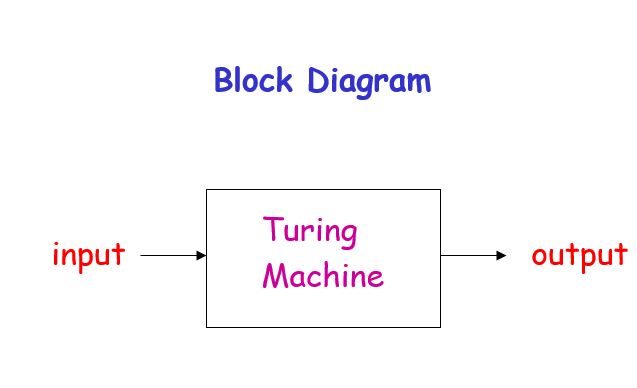 Block Diagram
Turing
input
Machine
output